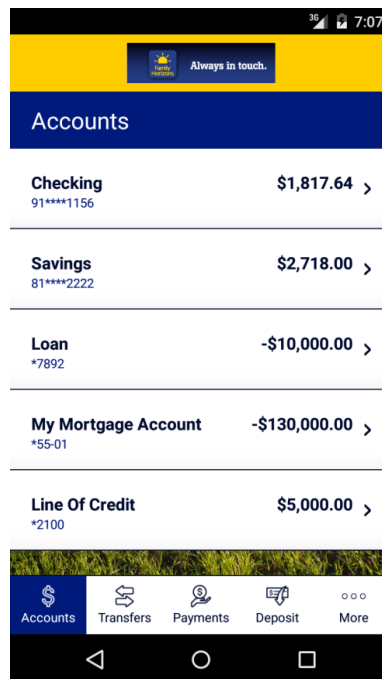 3G 7:07
Family
Horizons
Always in touch.
Accounts
Checking $1,817.64
91****1156
Savings $2,718.00
81****2222
Loan -$10,000.00
*7892
My Mortgage Account -$130,000.00
*55-01
Line Of Credit $5,000.00
*2100
Accounts Transfers Payments Deposit More